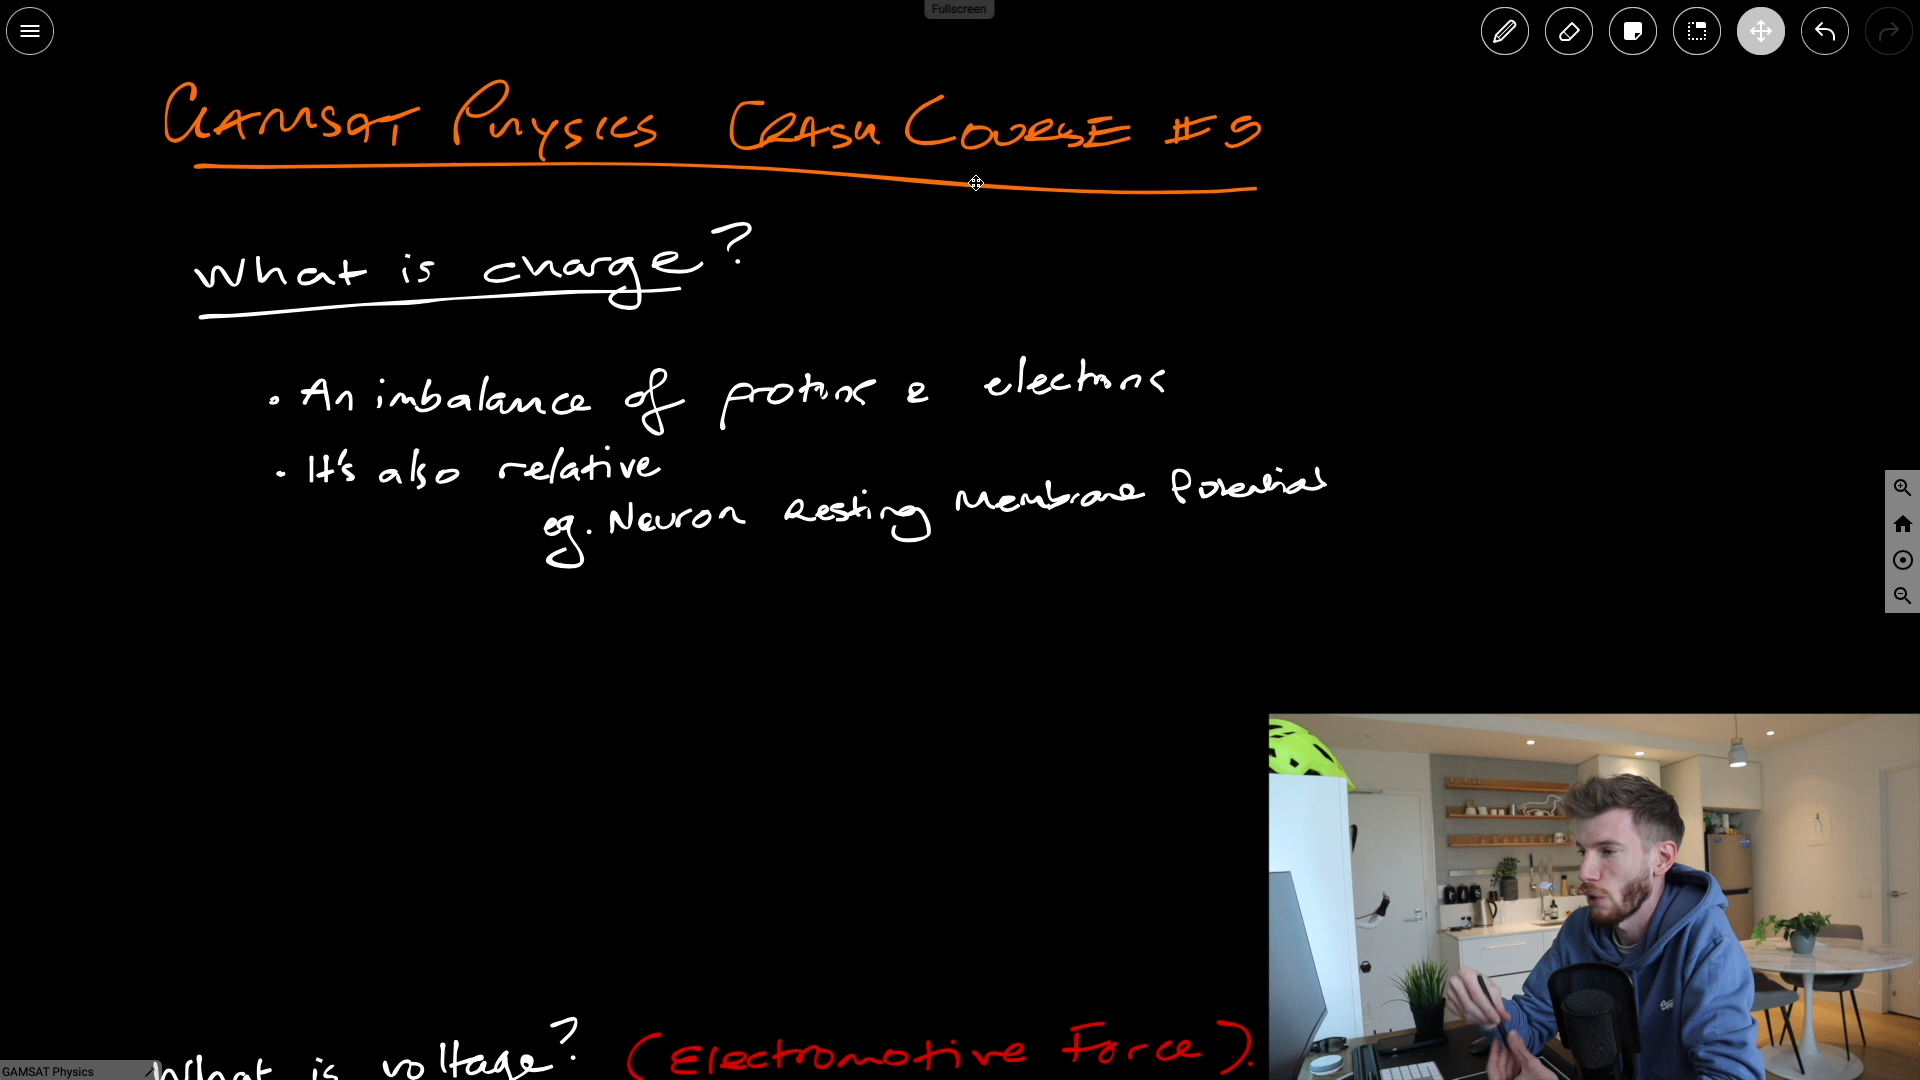 Fullscreen
GAMSAT PHYSICS CRASH COURSE #5
What is charge?
• An imbalance of protons & electrons
• It's also relative
eg. Neuron Resting Membrane Potential
What is voltage? (Electromotive Force).
GAMSAT Physics